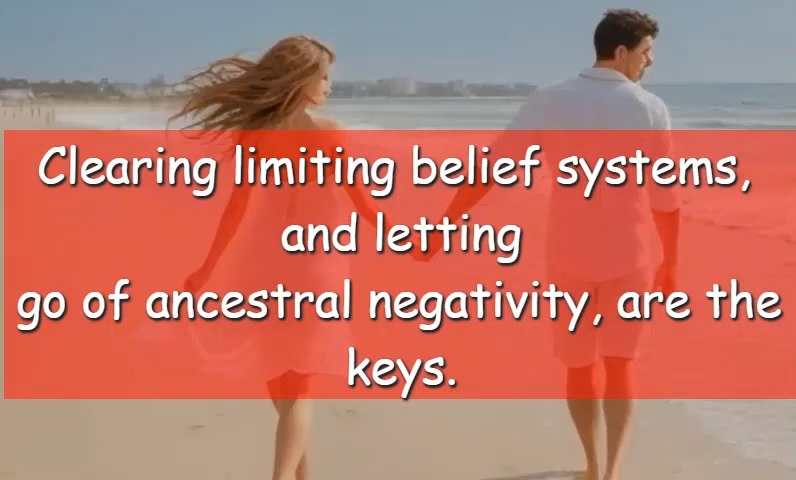 Clearing limiting belief systems,
and letting
go of ancestral negativity, are the
keys.